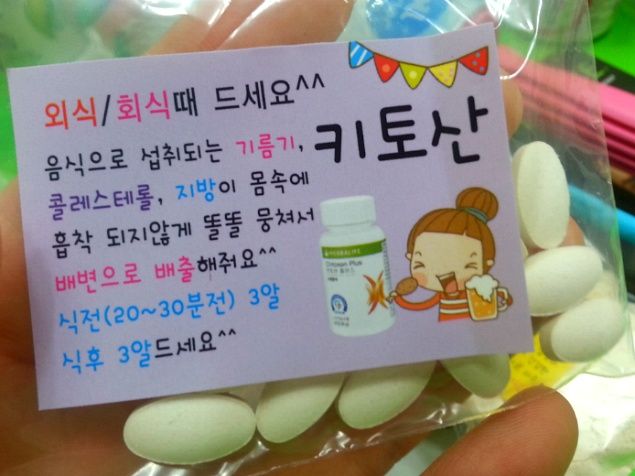 외식/회식때 드세요^^
키토산
음식으로 섭취되는 기름기,
콜레스테롤, 지방이 몸속에
흡착 되지않게 똘똘 뭉쳐서
배변으로 배출해줘요^^
식전(20~30분전) 3알
식후 3알드세요^^
HERBALIFE